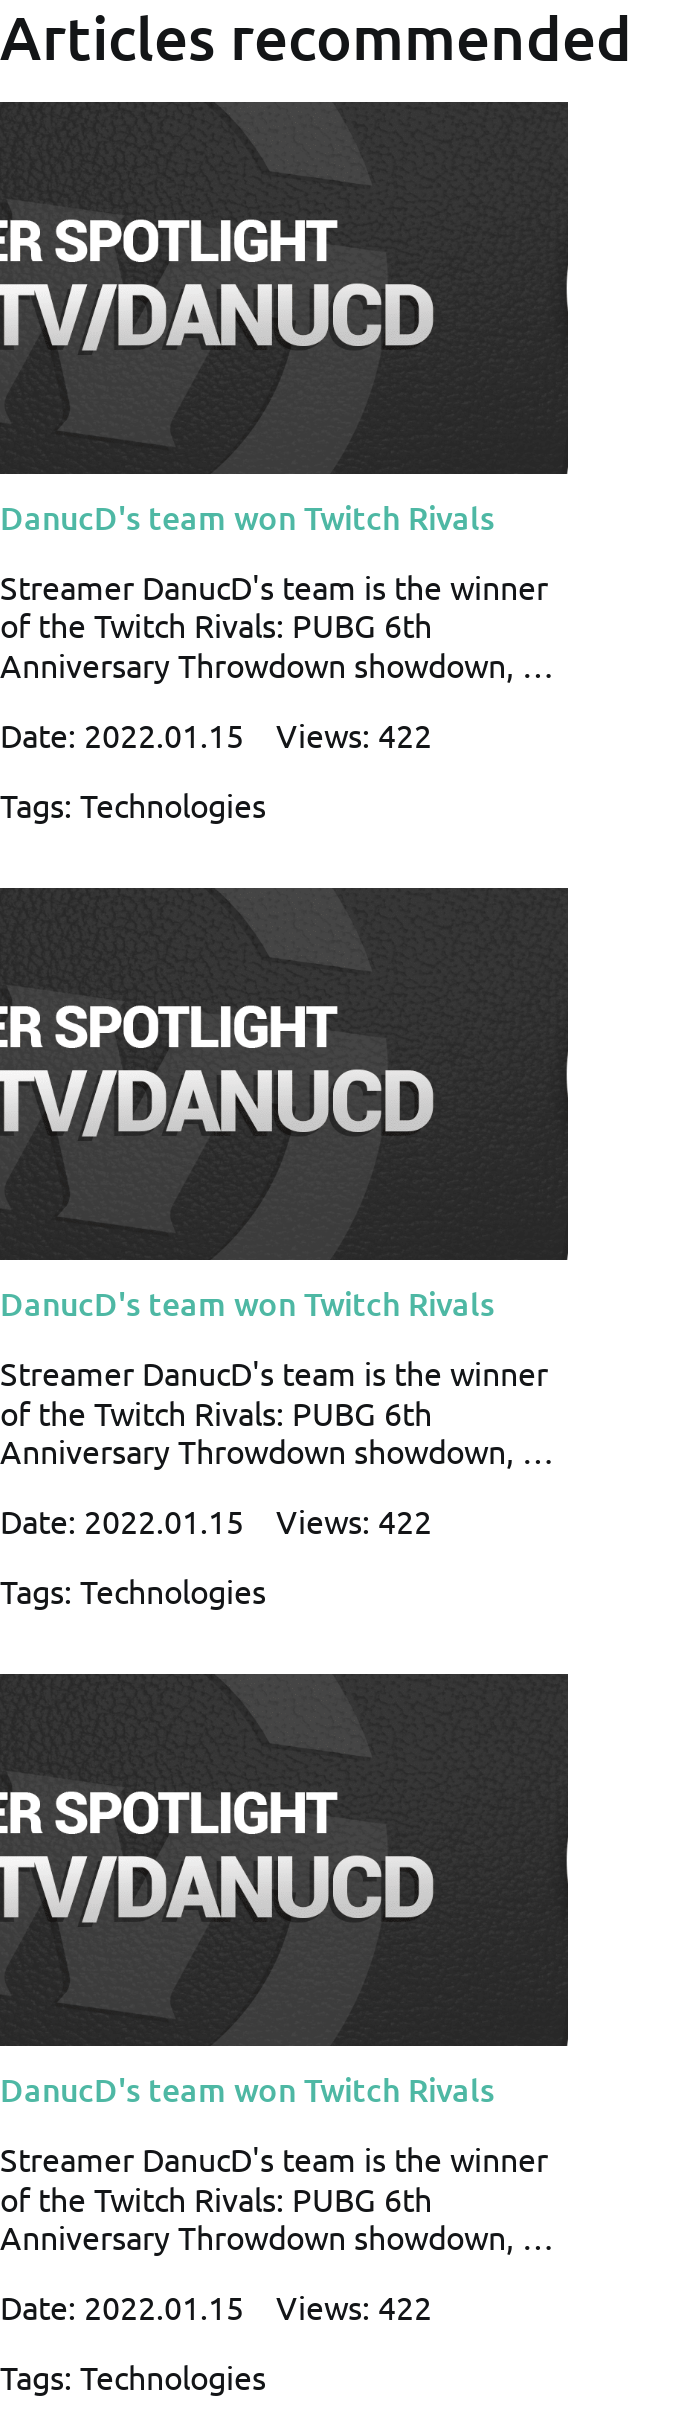 Articles recommended
ER SPOTLIGHT
TV/DANUCD
DanucD's team won Twitch Rivals
Streamer DanucD's team is the winner
of the Twitch Rivals: PUBG 6th
Anniversary Throwdown showdown, …
Date: 2022.01.15 Views: 422
Tags: Technologies
ER SPOTLIGHT
TV/DANUCD
DanucD's team won Twitch Rivals
Streamer DanucD's team is the winner
of the Twitch Rivals: PUBG 6th
Anniversary Throwdown showdown, …
Date: 2022.01.15 Views: 422
Tags: Technologies
ER SPOTLIGHT
TV/DANUCD
DanucD's team won Twitch Rivals
Streamer DanucD's team is the winner
of the Twitch Rivals: PUBG 6th
Anniversary Throwdown showdown, …
Date: 2022.01.15 Views: 422
Tags: Technologies